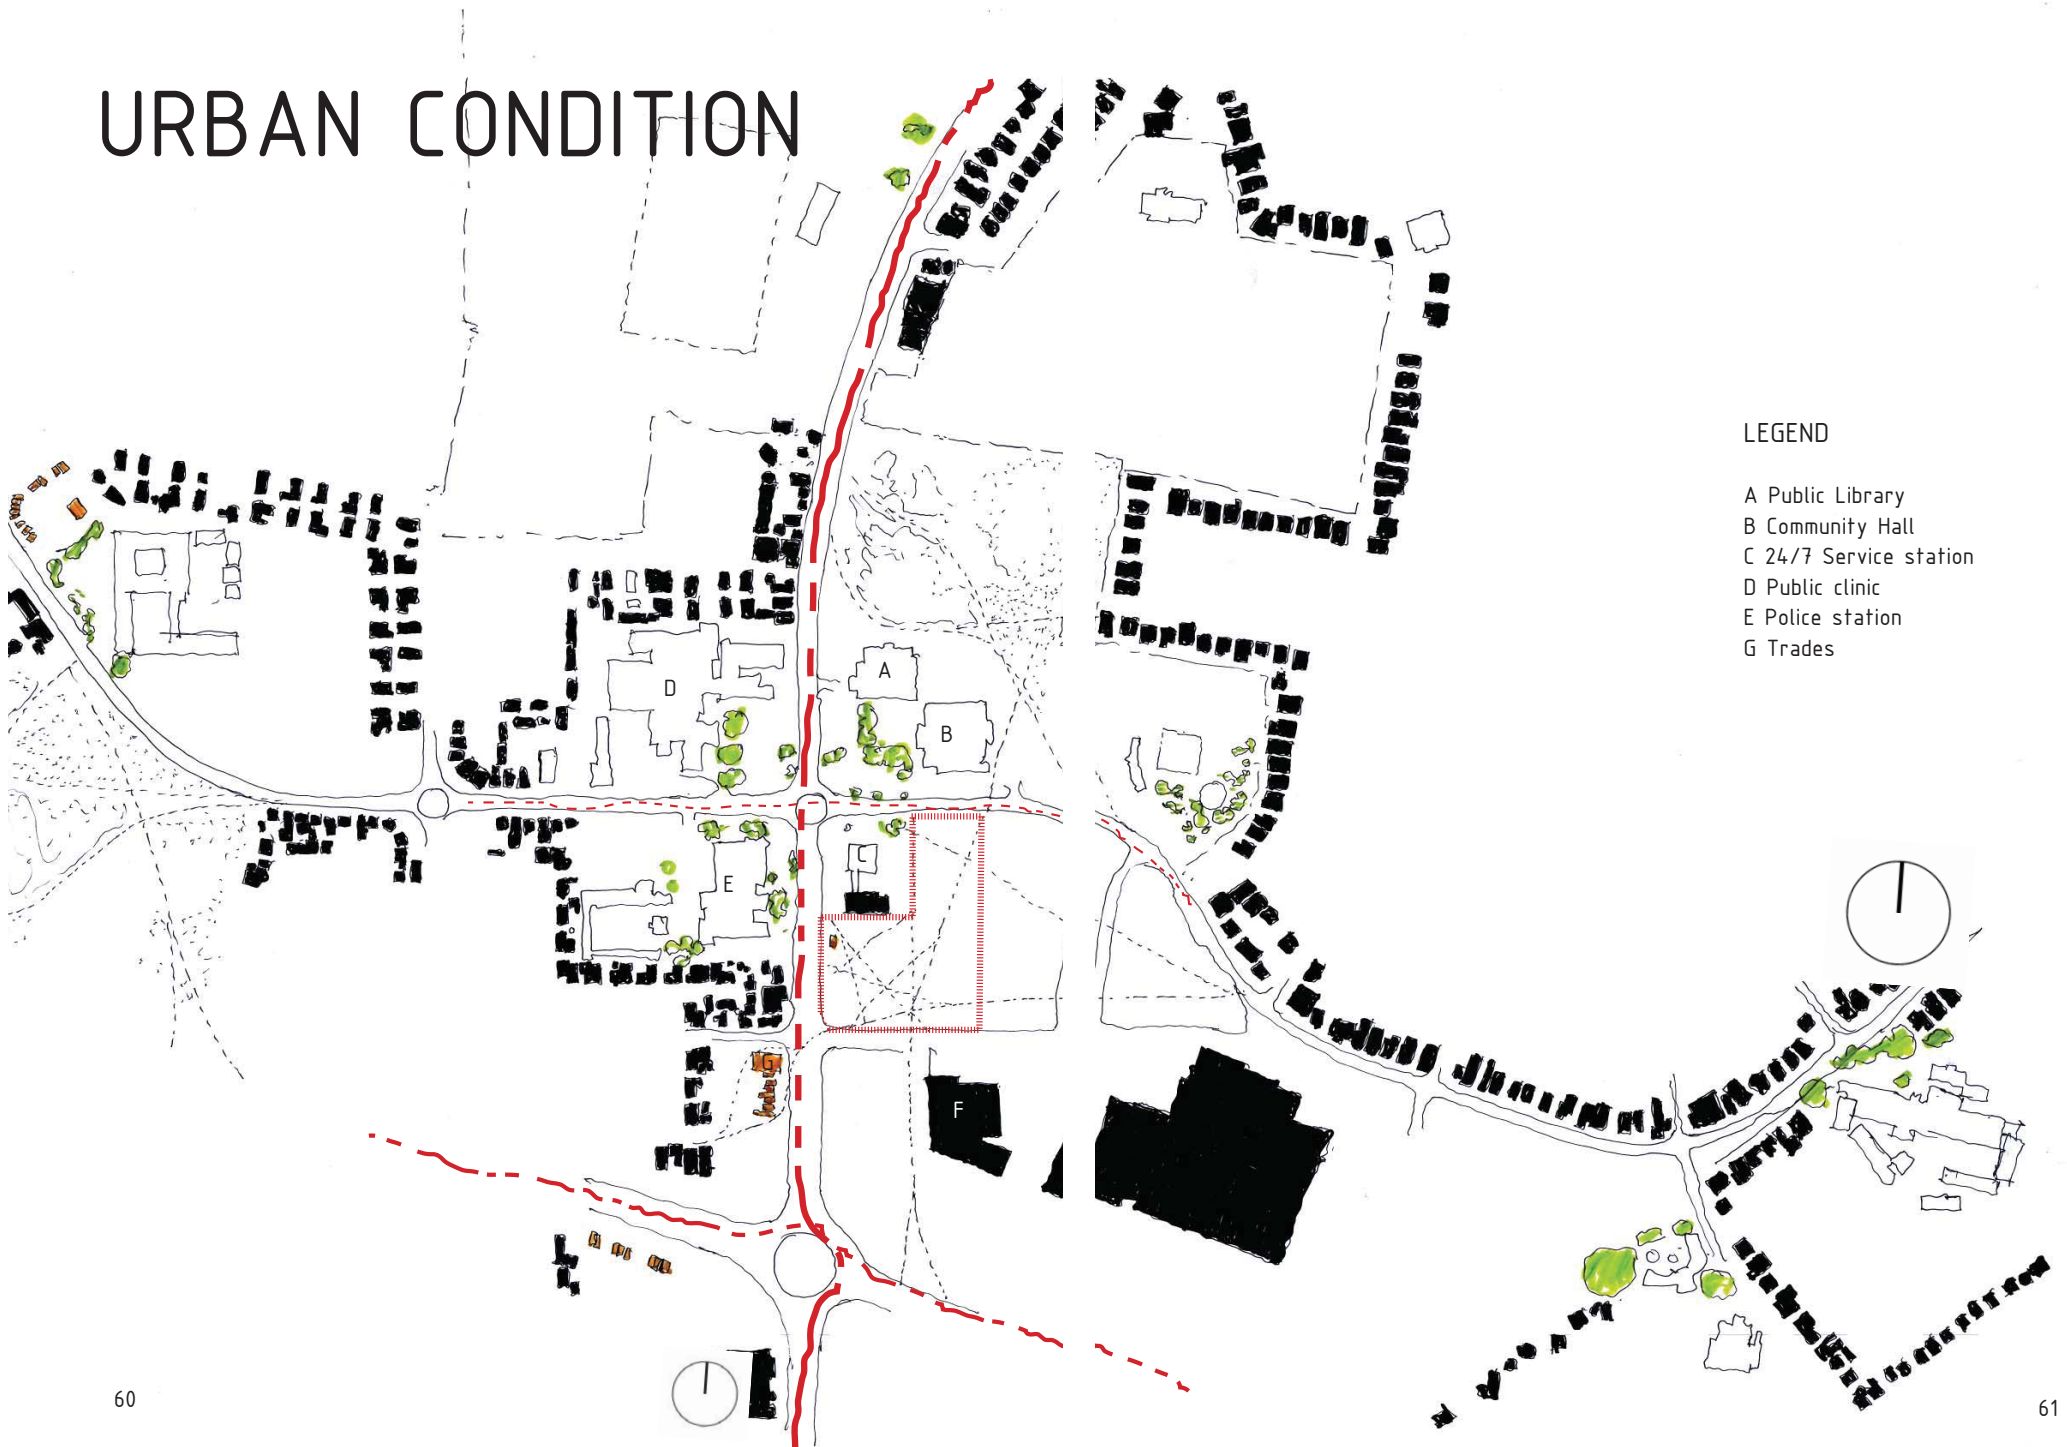 URBAN CONDITION
LEGEND
A Public Library
B Community Hall
C 24/7 Service station
D Public clinic
E Police station
G Trades
A
D
B
C
E
G
F
60
61